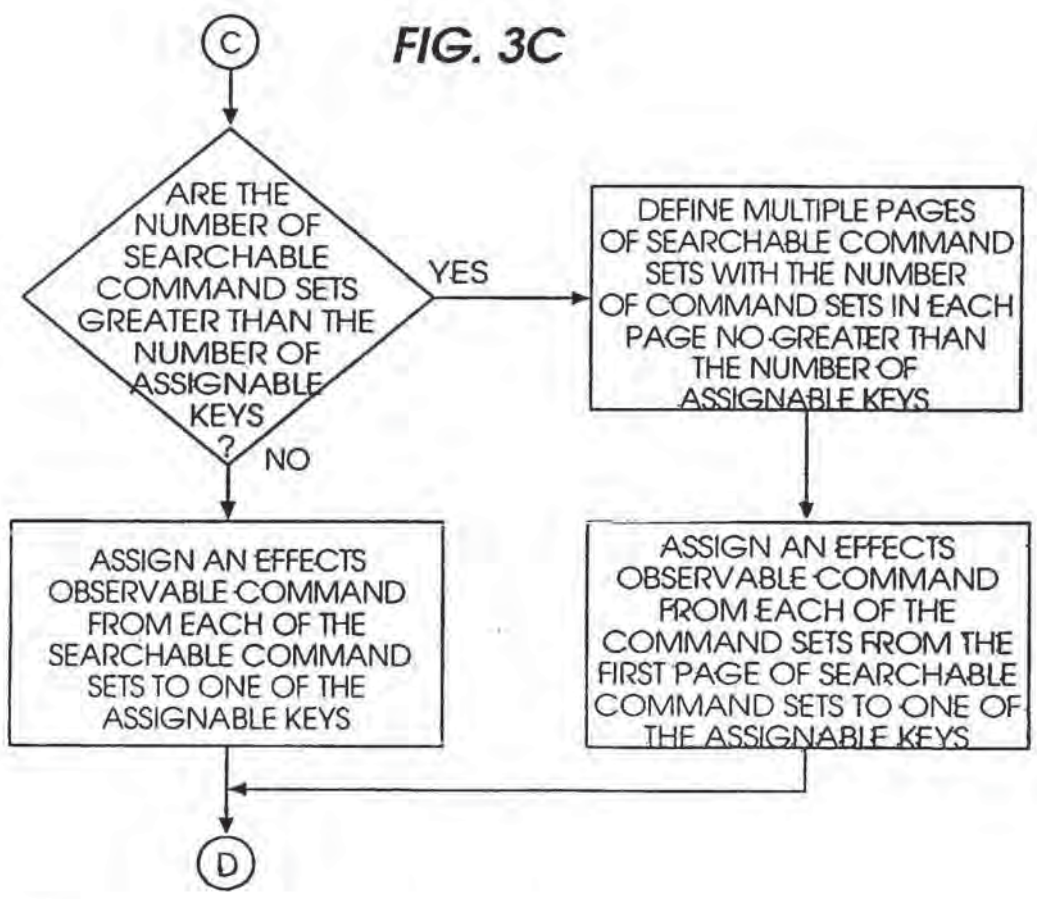 C
FIG. 3C
ARE THE
NUMBER OF
SEARCHABLE
COMMAND SETS
GREATER THAN THE
NUMBER OF
ASSIGNABLE
KEYS
?
YES
NO
DEFINE MULTIPLE PAGES
OF SEARCHABLE COMMAND
SETS WITH THE NUMBER
OF COMMAND SETS IN EACH
PAGE NO GREATER THAN
THE NUMBER OF
ASSIGNABLE KEYS
ASSIGN AN EFFECTS
OBSERVABLE COMMAND
FROM EACH OF THE
SEARCHABLE COMMAND
SETS TO ONE OF THE
ASSIGNABLE KEYS
ASSIGN AN EFFECTS
OBSERVABLE COMMAND
FROM EACH OF THE
COMMAND SETS FROM THE
FIRST PAGE OF SEARCHABLE
COMMAND SETS TO ONE OF
THE ASSIGNABLE KEYS
D